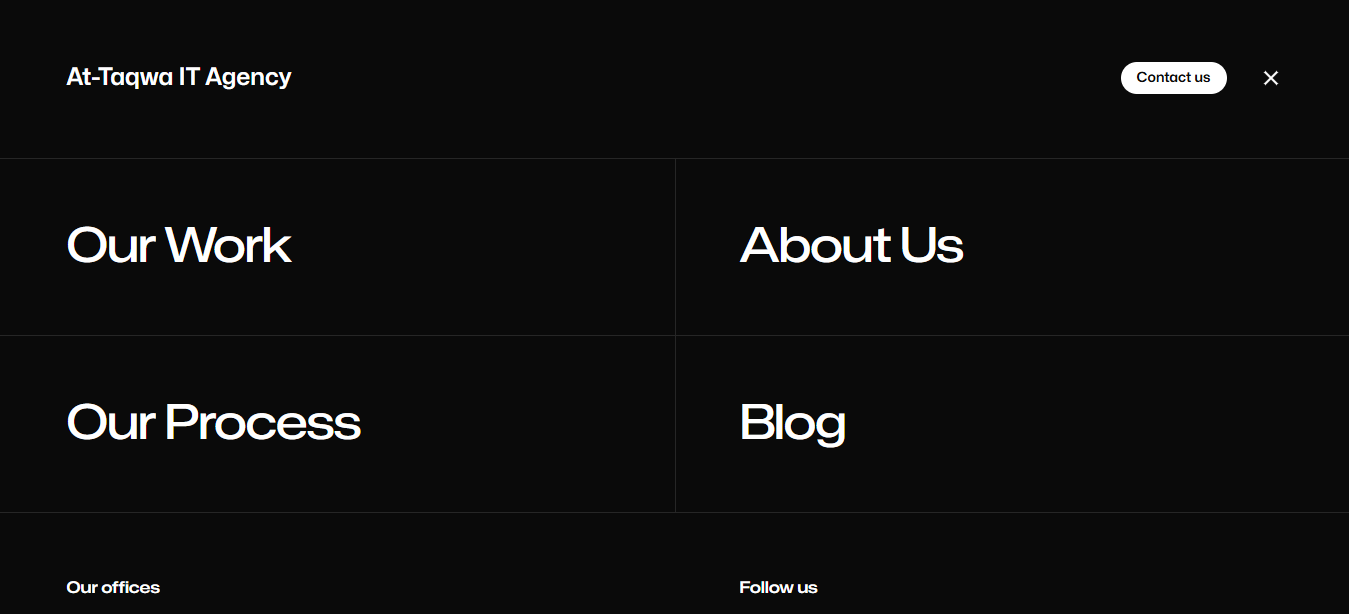 At-Taqwa IT Agency
Contact us
Our Work
About Us
Our Process
Blog
Our offices
Follow us